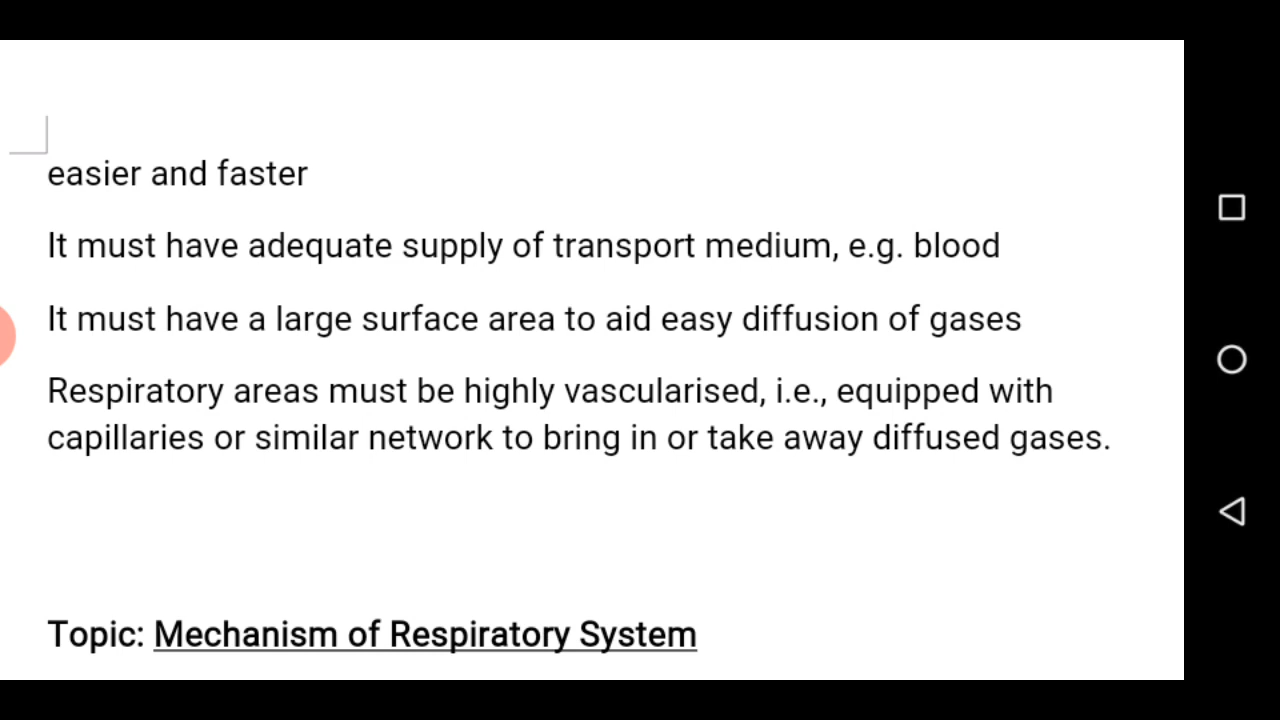 easier and faster
It must have adequate supply of transport medium, e.g. blood
It must have a large surface area to aid easy diffusion of gases
Respiratory areas must be highly vascularised, i.e., equipped with
capillaries or similar network to bring in or take away diffused gases.
Topic: Mechanism of Respiratory System